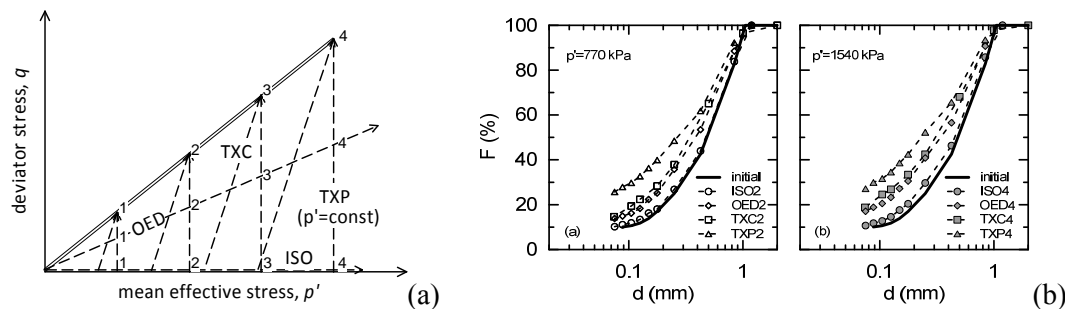 deviator stress, q
1
2
3
4
TXC
4
3
2
1
OED
TXP
(p'=const)
ISO
1
2
3
4
mean effective stress, p'
(a)
100
80
60
40
20
0
F (%)
p'=770 kPa
initial
ISO2
OED2
TXC2
TXP2
(a)
0.1
1
d (mm)
p'=1540 kPa
initial
ISO4
OED4
TXC4
TXP4
(b)
0.1
1
d (mm)
(b)